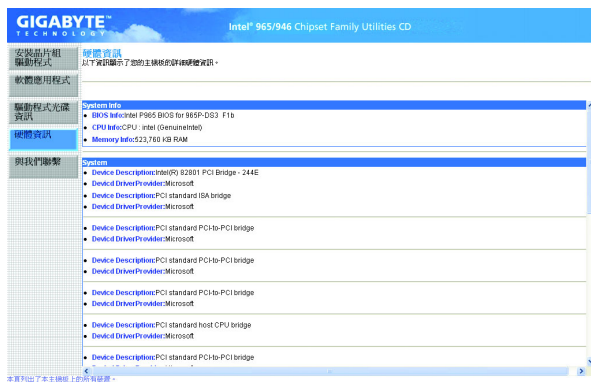 GIGABYTE™
TECHNOLOGY
Intel® 965/946 Chipset Family Utilities CD
安裝晶片組
驅動程式
軟體應用程式
驅動程式光碟
資訊
硬體資訊
與我們聯繫
硬體資訊
以下資訊顯示了您的主機板的詳細硬體資訊。
System Info
• BIOS Info:Intel P965 BIOS for 965P-DS3 F1b
• CPU Info:CPU : intel (GenuineIntel)
• Memory Info:523,760 KB RAM
System
• Device Description:Intel(R) 82801 PCI Bridge - 244E
• Devicd DriverProvider:Microsoft
• Device Description:PCI standard ISA bridge
• Devicd DriverProvider:Microsoft
• Device Description:PCI standard PCI-to-PCI bridge
• Devicd DriverProvider:Microsoft
• Device Description:PCI standard PCI-to-PCI bridge
• Devicd DriverProvider:Microsoft
• Device Description:PCI standard PCI-to-PCI bridge
• Devicd DriverProvider:Microsoft
• Device Description:PCI standard host CPU bridge
• Devicd DriverProvider:Microsoft
• Device Description:PCI standard PCI-to-PCI bridge
本頁列出了本主機板上的所有裝置。